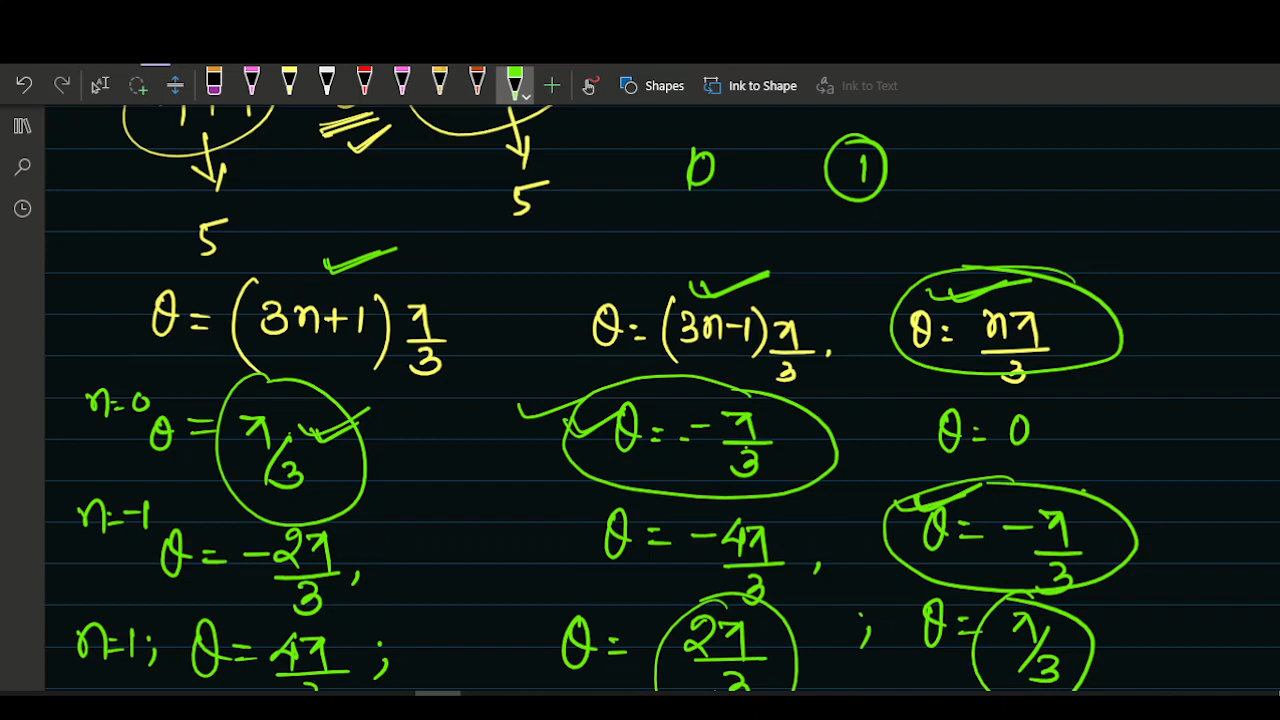 Shapes Ink to Shape Ink to Text
5 5 0 1
θ = (3n+1) π/3 θ = (3n-1) π/3 . θ = nπ/3
n=0 θ = π/3 θ = - π/3 θ = 0
n=-1 θ = - 2π/3 , θ = - 4π/3 , θ = - π/3
n=1; θ = 4π/3 ; θ = 2π/3 ; θ = π/3